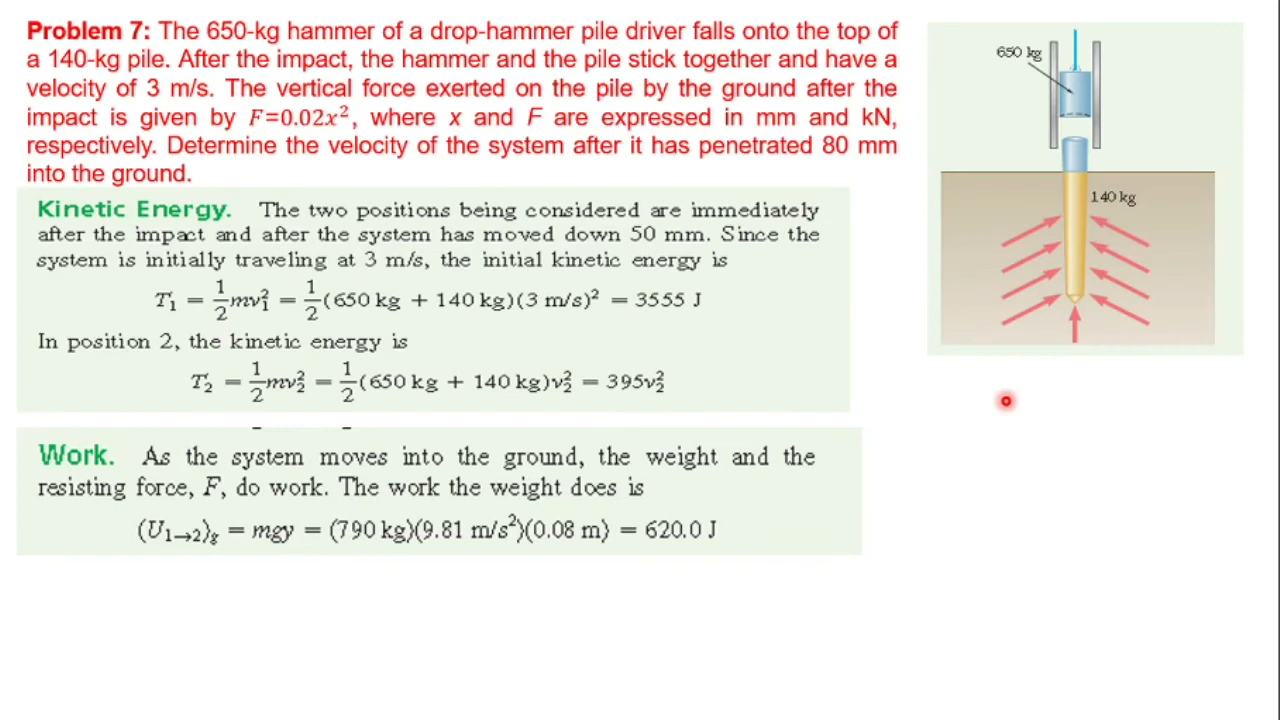 Problem 7: The 650-kg hammer of a drop-hammer pile driver falls onto the top of
a 140-kg pile. After the impact, the hammer and the pile stick together and have a
velocity of 3 m/s. The vertical force exerted on the pile by the ground after the
impact is given by F=0.02x², where x and F are expressed in mm and kN,
respectively. Determine the velocity of the system after it has penetrated 80 mm
into the ground.
650 kg
140 kg
Kinetic Energy. The two positions being considered are immediately
after the impact and after the system has moved down 50 mm. Since the
system is initially traveling at 3 m/s, the initial kinetic energy is
T₁ = 1/2 mv₁² = 1/2 (650 kg + 140 kg)(3 m/s)² = 3555 J
In position 2, the kinetic energy is
T₂ = 1/2 mv₂² = 1/2 (650 kg + 140 kg)v₂² = 395v₂²
Work. As the system moves into the ground, the weight and the
resisting force, F, do work. The work the weight does is
(U₁→₂)g = mgy = (790 kg)(9.81 m/s²)(0.08 m) = 620.0 J